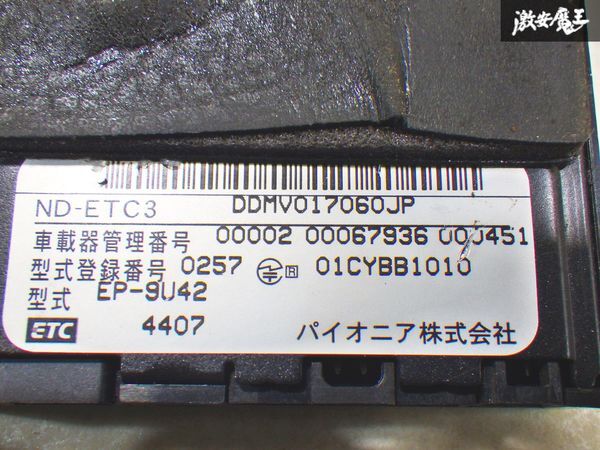 激安魔王
ND-ETC3 DDMV017060JP
車載器管理番号 00002 00067936 000451
型式登録番号 0257 R 01CYBB1010
型式 EP-9U42
ETC 4407 パイオニア株式会社